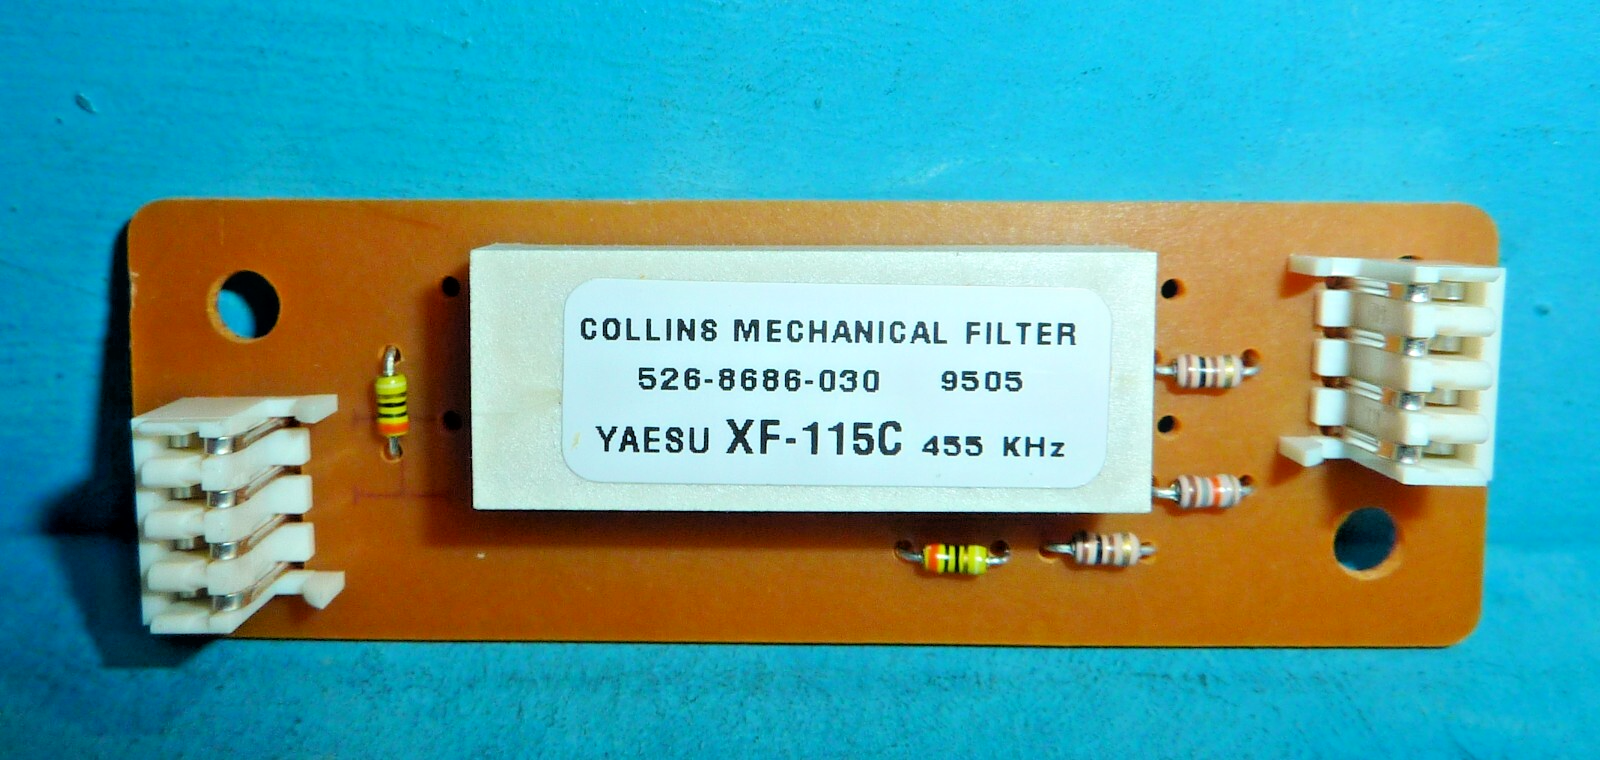 COLLINS MECHANICAL FILTER
526-8686-030 9505
YAESU XF-115C 455 KHz